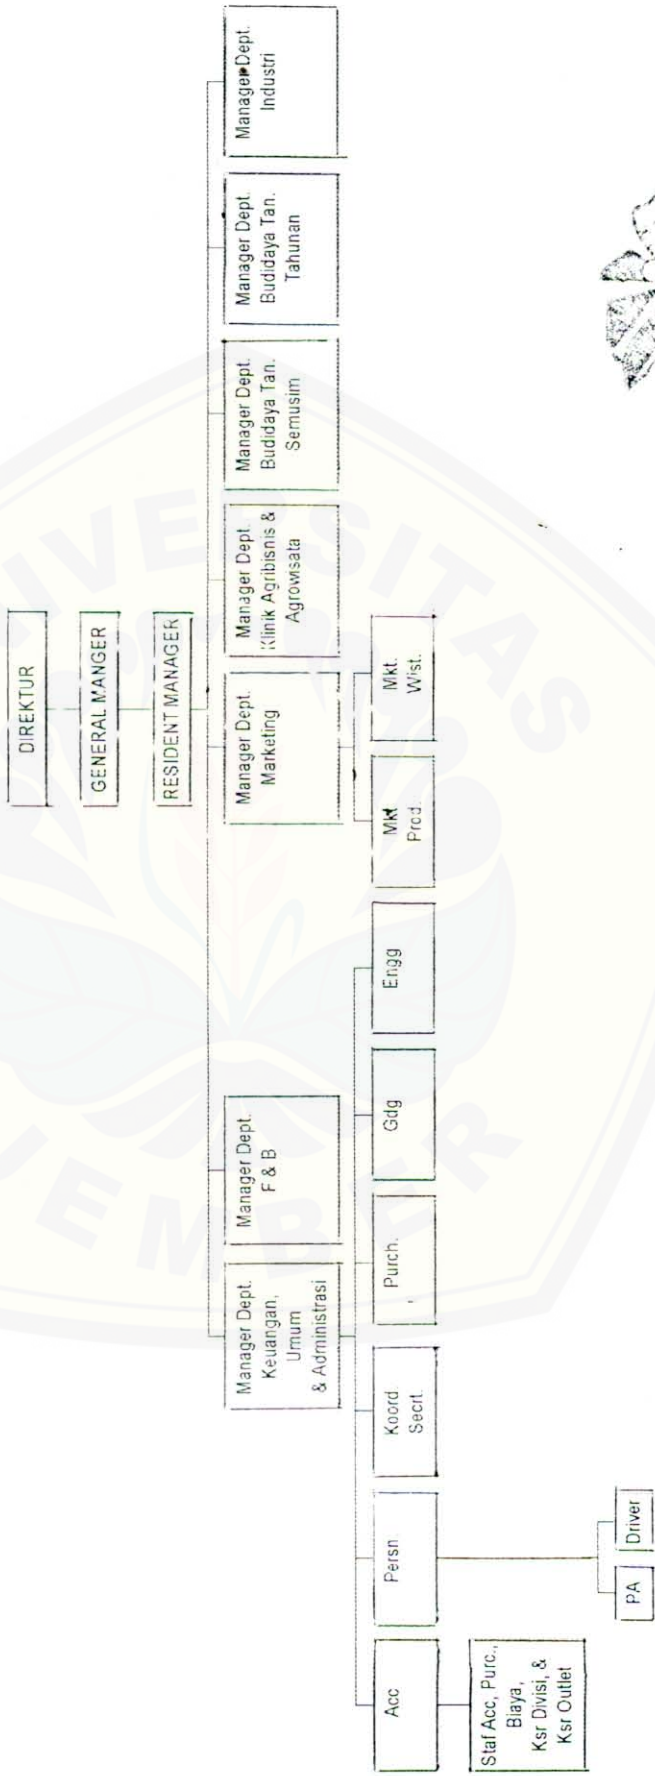 DIREKTUR
GENERAL MANGER
RESIDENT MANAGER
Manager Dept.
Keuangan,
Umum
& Administrasi
Manager Dept.
F & B
Manager Dept.
Marketing
Manager Dept.
Klinik Agribisnis &
Agrowisata
Manager Dept.
Budidaya Tan.
Semusim
Manager Dept.
Budidaya Tan.
Tahunan
Manager Dept.
Industri
Acc
Persn
Koord.
Secrt.
Purch.
Gdg
Engg
Mkt
Prod.
Mkt.
Wist.
Staf Acc, Purc.,
Biaya,
Ksr Divisi, &
Ksr Outlet
PA
Driver
UNIVERSITAS
JEMBER